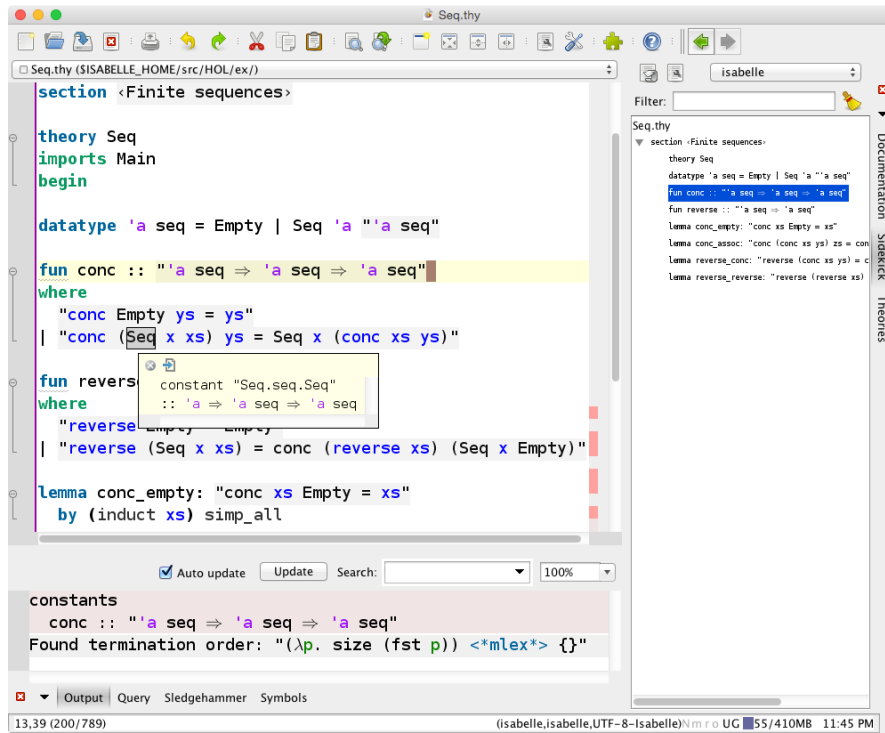 Seq.thy
Seq.thy ($ISABELLE_HOME/src/HOL/ex/)
section ‹Finite sequences›
theory Seq
imports Main
begin
datatype 'a seq = Empty | Seq 'a "'a seq"
fun conc :: "'a seq ⇒ 'a seq ⇒ 'a seq"
where
"conc Empty ys = ys"
| "conc (Seq x xs) ys = Seq x (conc xs ys)"
constant "Seq.seq.Seq"
:: 'a ⇒ 'a seq ⇒ 'a seq
fun reverse
where
"reverse Empty = Empty"
| "reverse (Seq x xs) = conc (reverse xs) (Seq x Empty)"
lemma conc_empty: "conc xs Empty = xs"
by (induct xs) simp_all
Auto update
Update
Search:
100%
constants
conc :: "'a seq ⇒ 'a seq ⇒ 'a seq"
Found termination order: "(λp. size (fst p)) <*mlex*> {}"
Output Query Sledgehammer Symbols
isabelle
Filter:
Seq.thy
section ‹Finite sequences›
theory Seq
datatype 'a seq = Empty | Seq 'a "'a seq"
fun conc :: "'a seq ⇒ 'a seq ⇒ 'a seq"
fun reverse :: "'a seq ⇒ 'a seq"
lemma conc_empty: "conc xs Empty = xs"
lemma conc_assoc: "conc (conc xs ys) zs = con
lemma reverse_conc: "reverse (conc xs ys) = c
lemma reverse_reverse: "reverse (reverse xs)
Documentation
Sidekick
Theories
13,39 (200/789)
(isabelle,isabelle,UTF-8-Isabelle)N m r o UG 55/410MB 11:45 PM